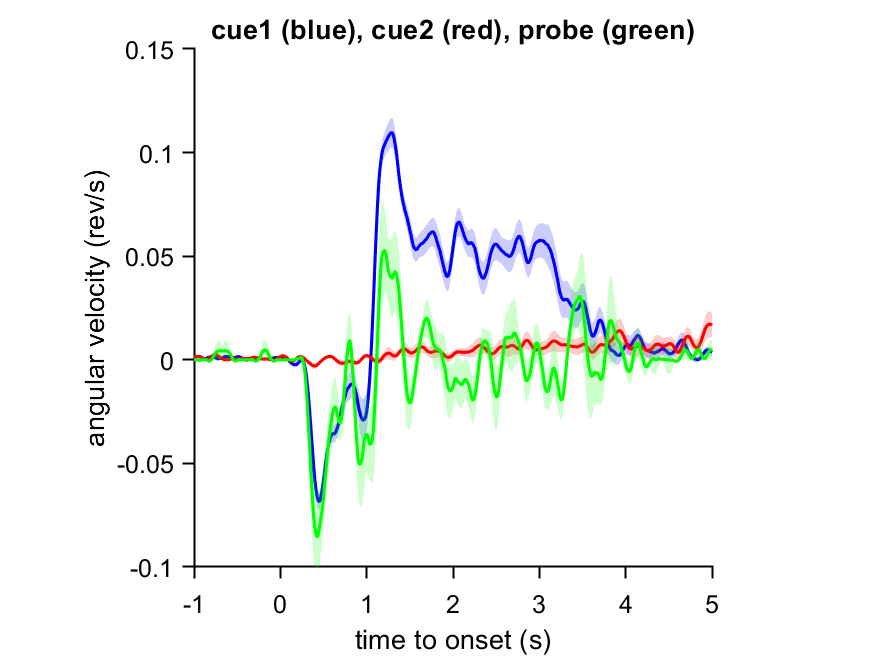 cue1 (blue), cue2 (red), probe (green)
0.15
0.1
0.05
0
-0.05
-0.1
angular velocity (rev/s)
-1 0 1 2 3 4 5
time to onset (s)